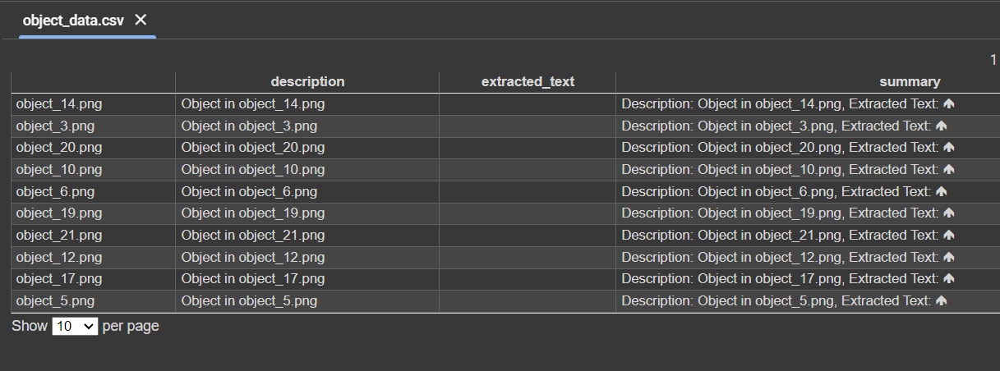 object_data.csv
1
description extracted_text summary
object_14.png Object in object_14.png Description: Object in object_14.png, Extracted Text:
object_3.png Object in object_3.png Description: Object in object_3.png, Extracted Text:
object_20.png Object in object_20.png Description: Object in object_20.png, Extracted Text:
object_10.png Object in object_10.png Description: Object in object_10.png, Extracted Text:
object_6.png Object in object_6.png Description: Object in object_6.png, Extracted Text:
object_19.png Object in object_19.png Description: Object in object_19.png, Extracted Text:
object_21.png Object in object_21.png Description: Object in object_21.png, Extracted Text:
object_12.png Object in object_12.png Description: Object in object_12.png, Extracted Text:
object_17.png Object in object_17.png Description: Object in object_17.png, Extracted Text:
object_5.png Object in object_5.png Description: Object in object_5.png, Extracted Text:
Show 10 per page